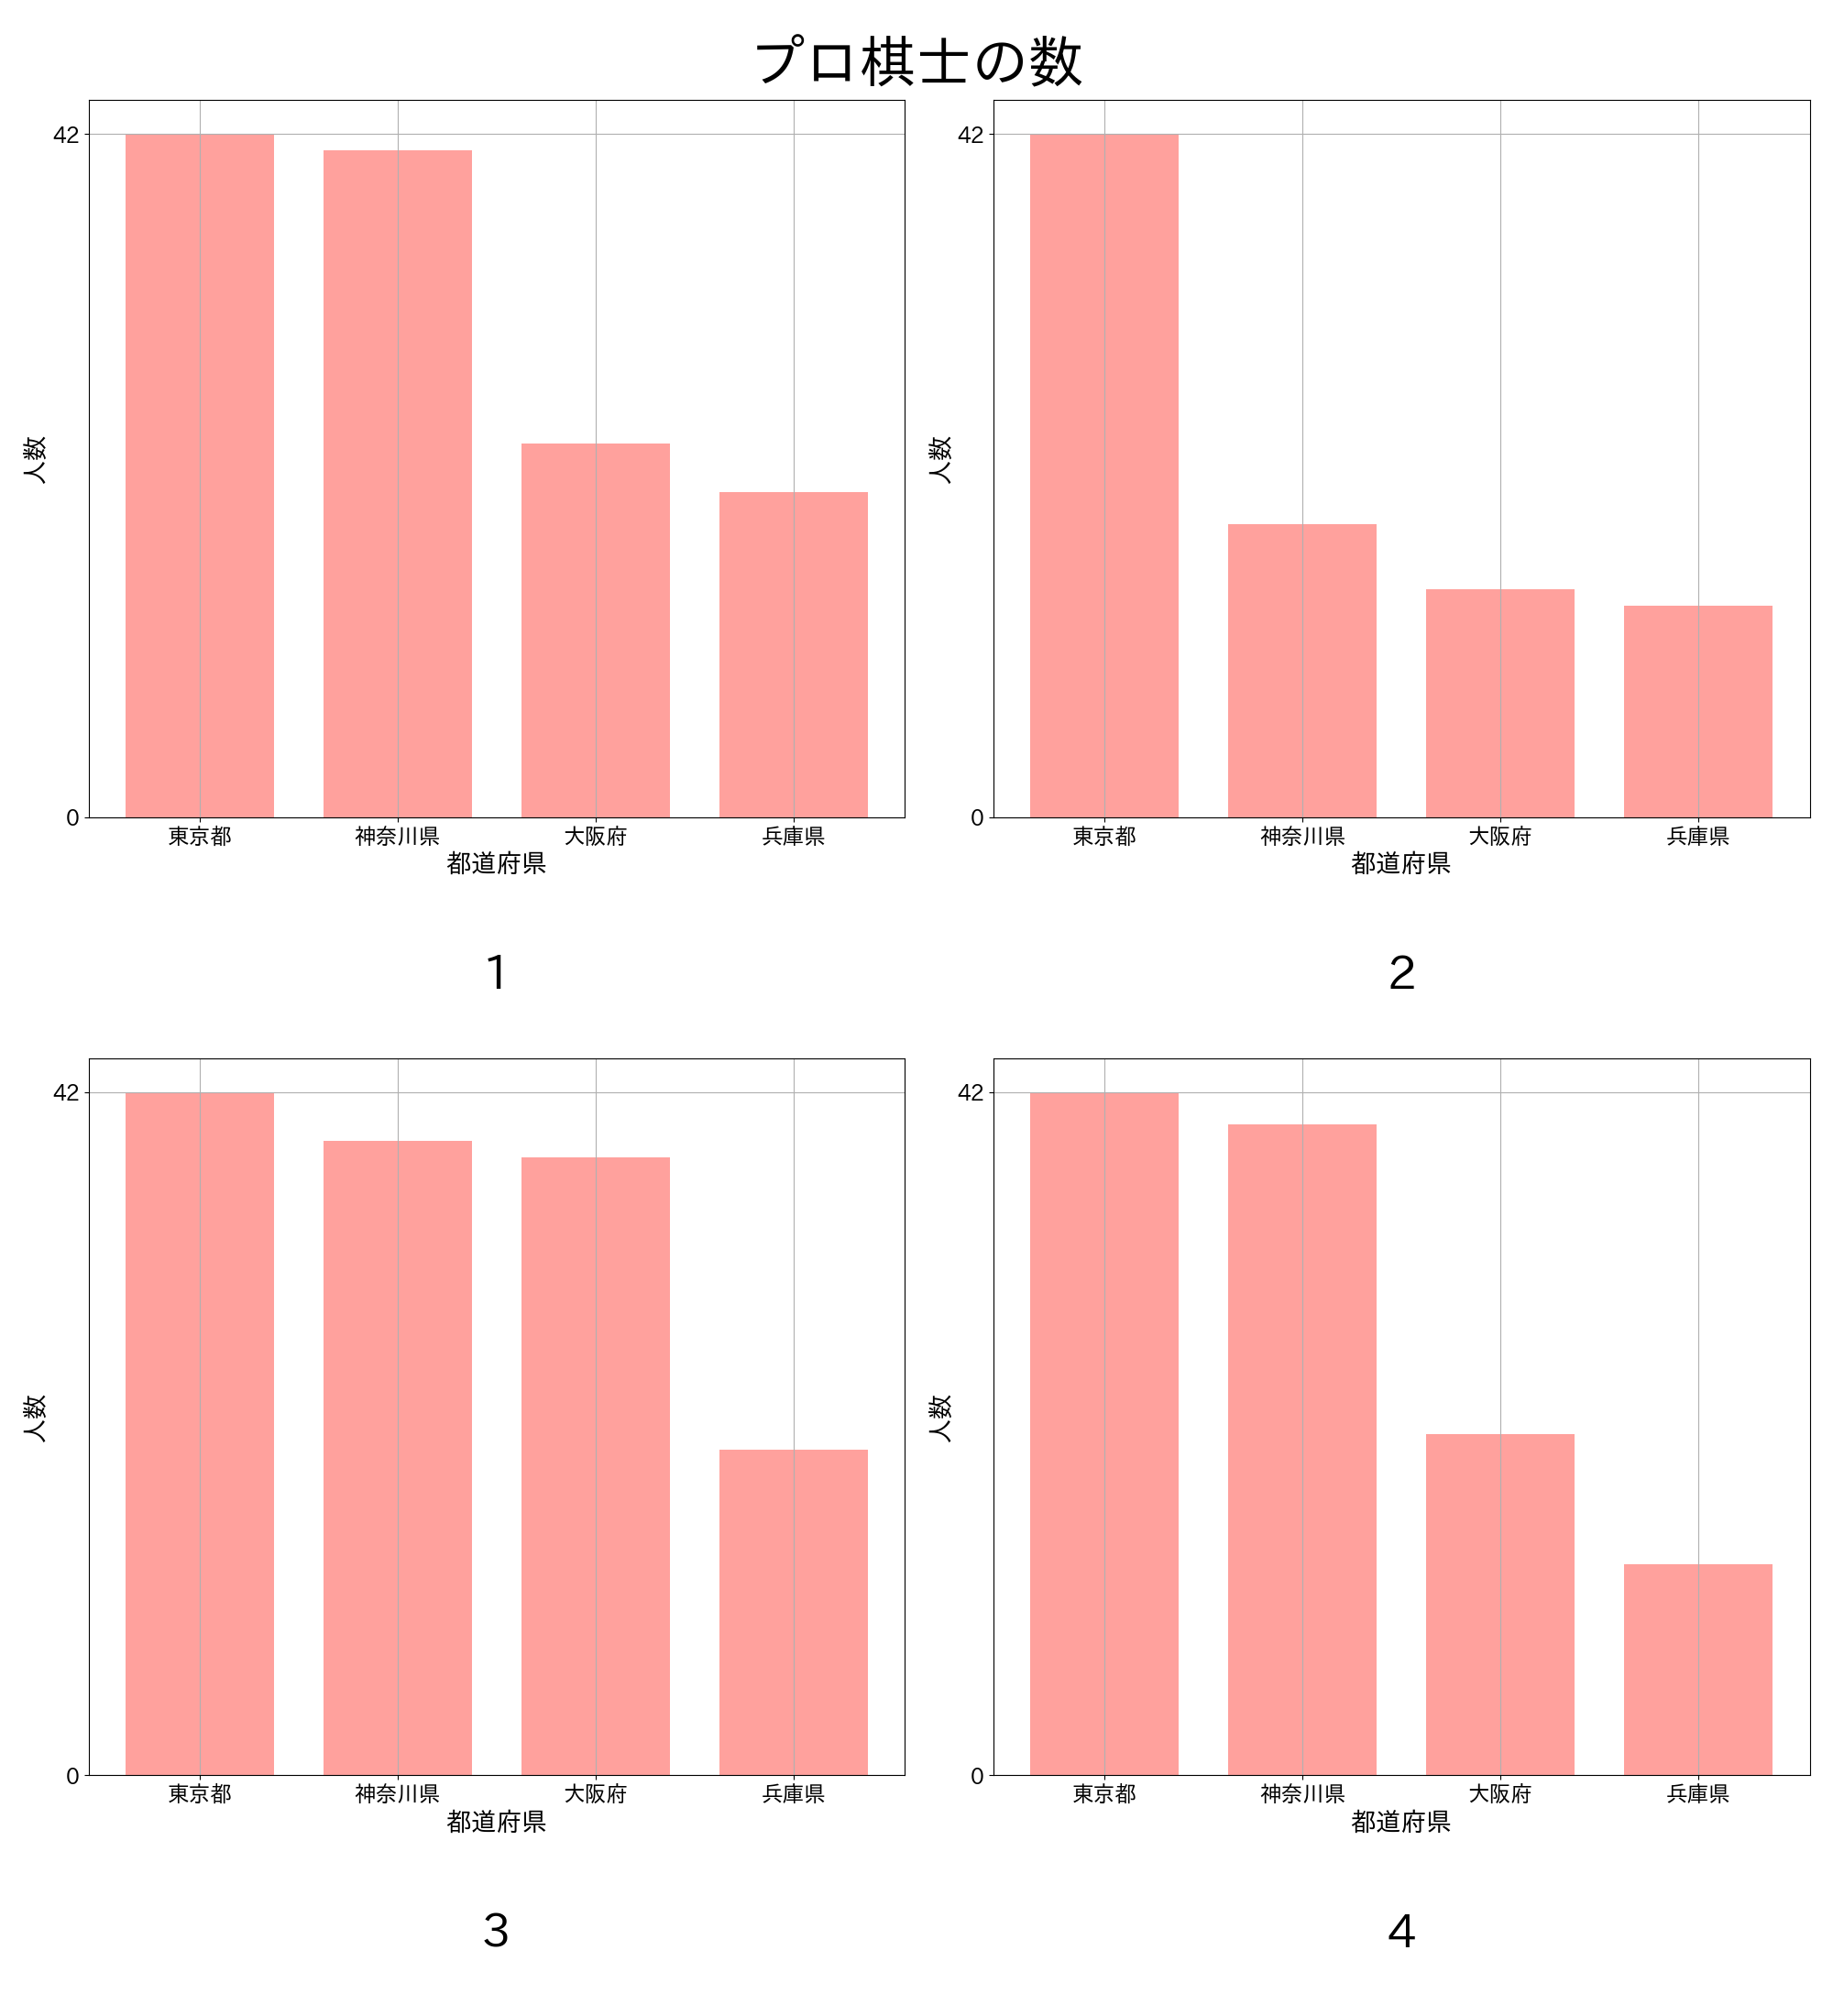 プロ棋士の数
42
0
人数
東京都 神奈川県 大阪府 兵庫県
都道府県
1
42
0
人数
東京都 神奈川県 大阪府 兵庫県
都道府県
2
42
0
人数
東京都 神奈川県 大阪府 兵庫県
都道府県
3
42
0
人数
東京都 神奈川県 大阪府 兵庫県
都道府県
4